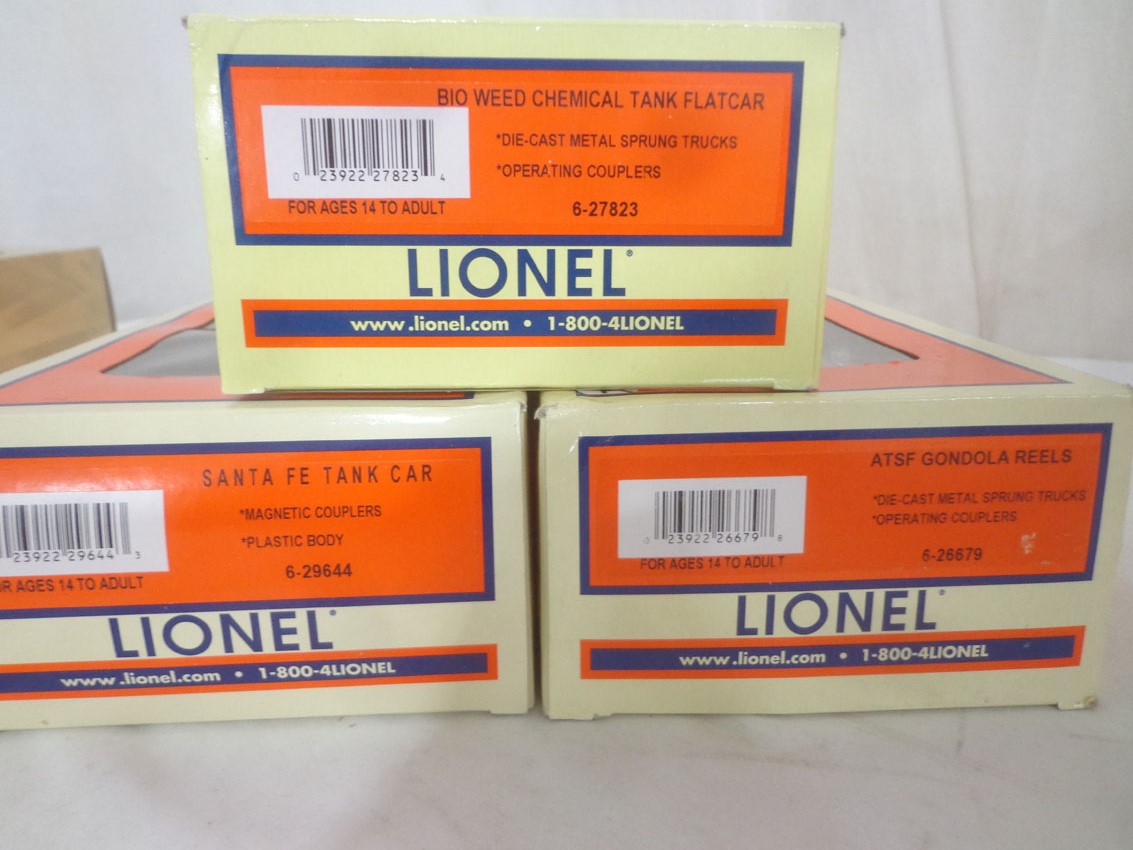 BIO WEED CHEMICAL TANK FLATCAR
*DIE-CAST METAL SPRUNG TRUCKS
*OPERATING COUPLERS
0 23922 27823 4
FOR AGES 14 TO ADULT
6-27823
LIONEL®
www.lionel.com • 1-800-4LIONEL
SANTA FE TANK CAR
*MAGNETIC COUPLERS
*PLASTIC BODY
23922 29644 3
R AGES 14 TO ADULT
6-29644
LIONEL®
www.lionel.com • 1-800-4LIONEL
ATSF GONDOLA REELS
*DIE-CAST METAL SPRUNG TRUCKS
*OPERATING COUPLERS
0 23922 26679 8
FOR AGES 14 TO ADULT
6-26679
LIONEL®
www.lionel.com • 1-800-4LIONEL